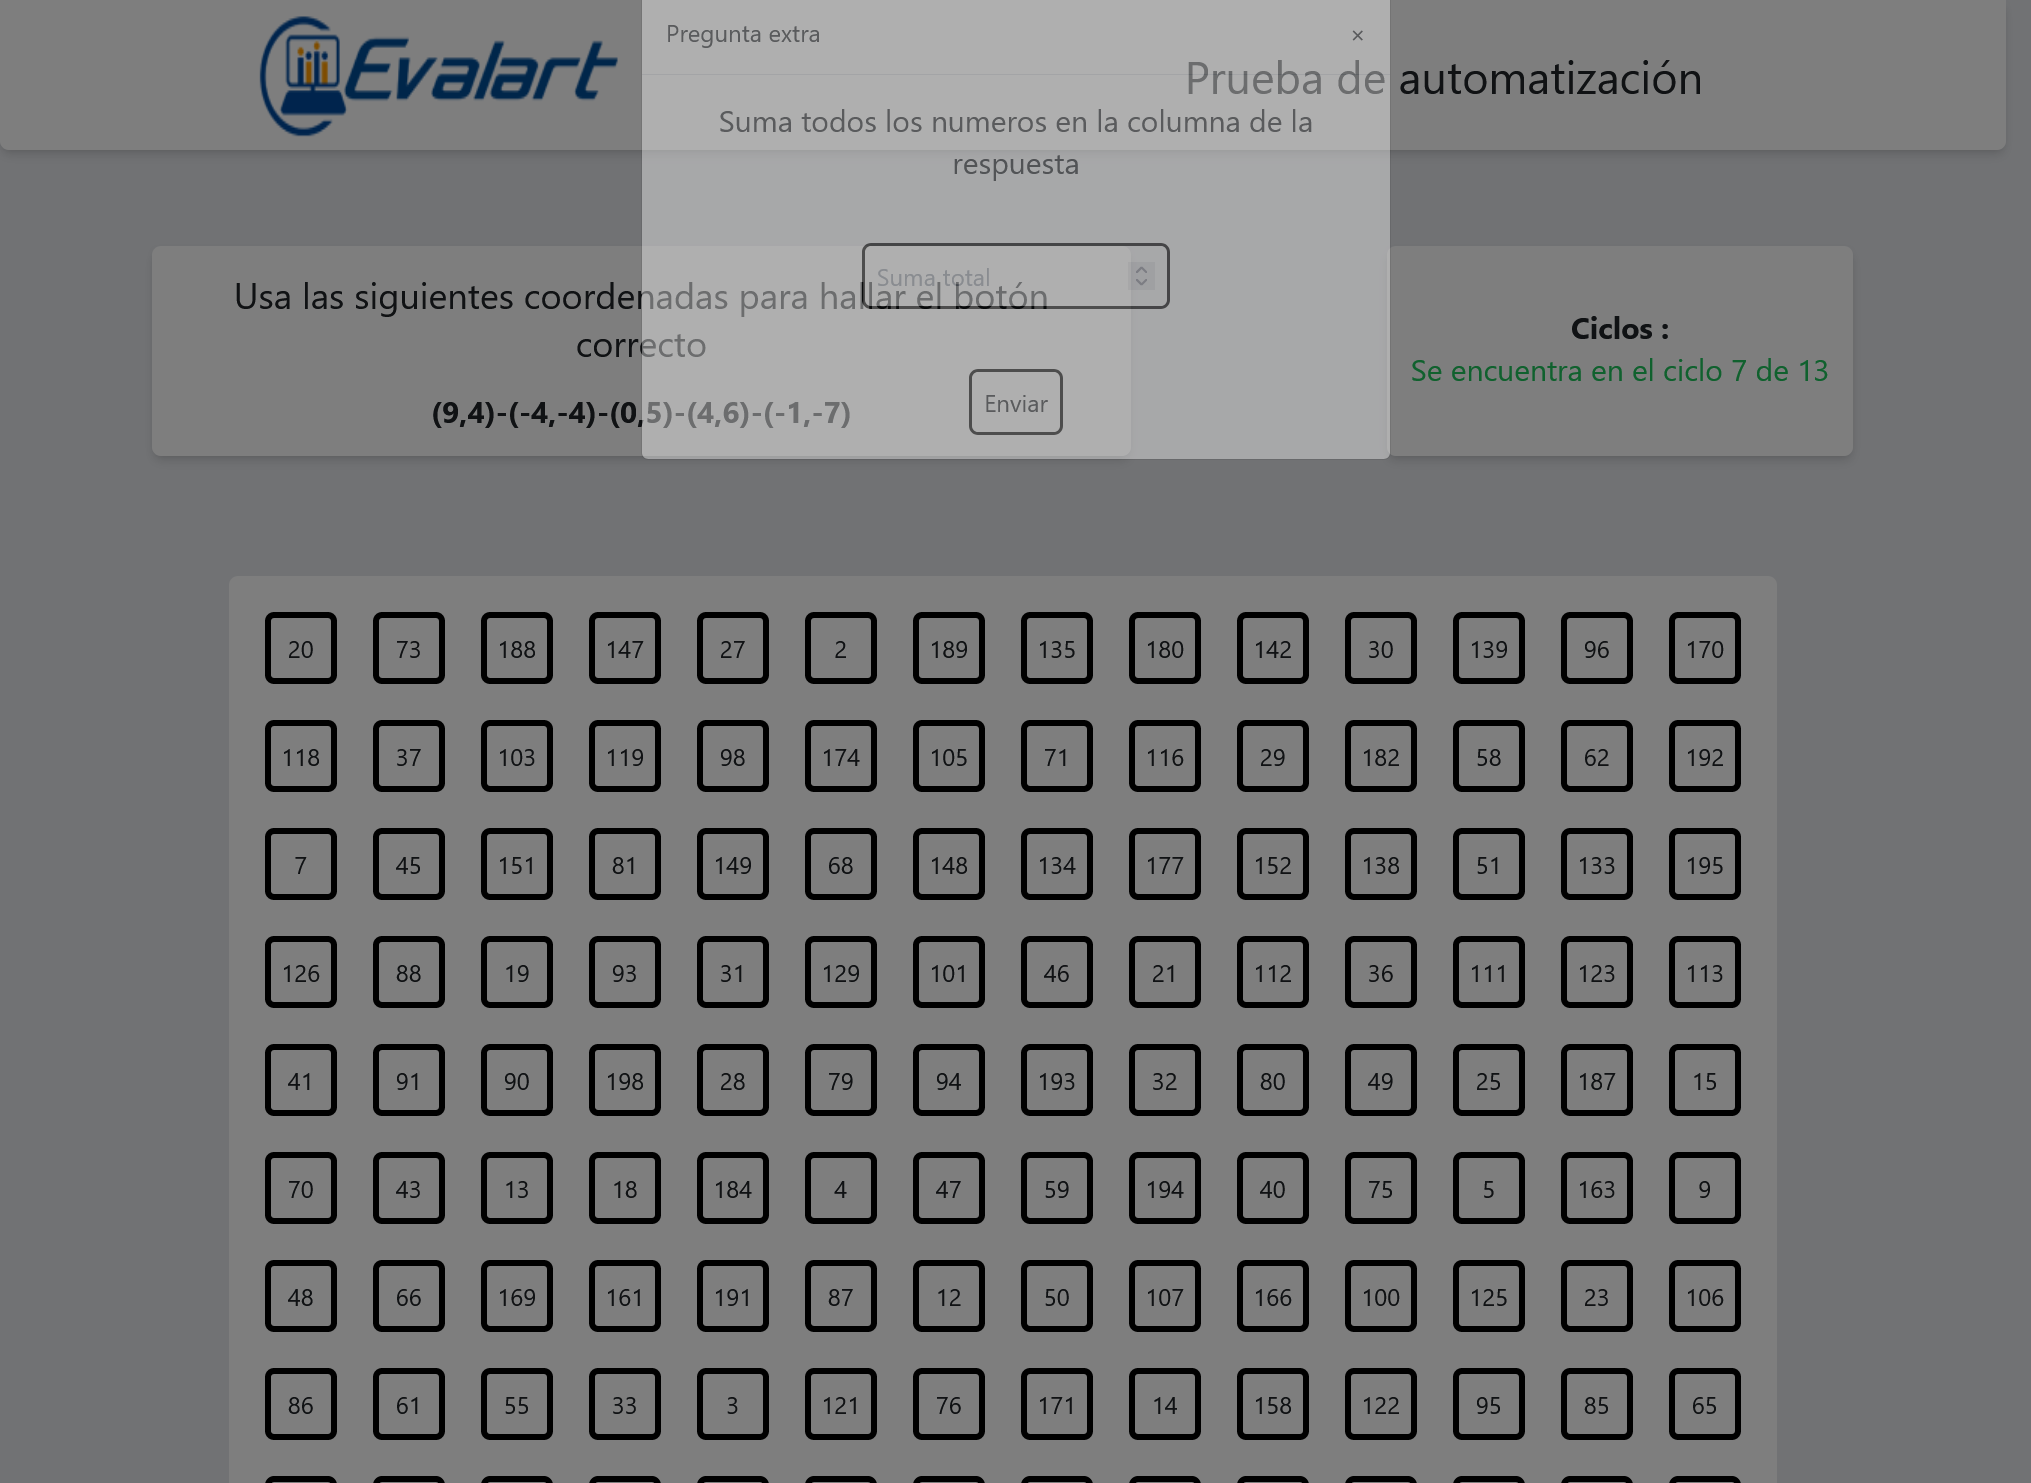 Evalart
Pregunta extra
×
Prueba de automatización
Suma todos los numeros en la columna de la
respuesta
Suma total
Usa las siguientes coordenadas para hallar el botón
correcto
(9,4)-(-4,-4)-(0,5)-(4,6)-(-1,-7)
Enviar
Ciclos :
Se encuentra en el ciclo 7 de 13
20 73 188 147 27 2 189 135 180 142 30 139 96 170
118 37 103 119 98 174 105 71 116 29 182 58 62 192
7 45 151 81 149 68 148 134 177 152 138 51 133 195
126 88 19 93 31 129 101 46 21 112 36 111 123 113
41 91 90 198 28 79 94 193 32 80 49 25 187 15
70 43 13 18 184 4 47 59 194 40 75 5 163 9
48 66 169 161 191 87 12 50 107 166 100 125 23 106
86 61 55 33 3 121 76 171 14 158 122 95 85 65